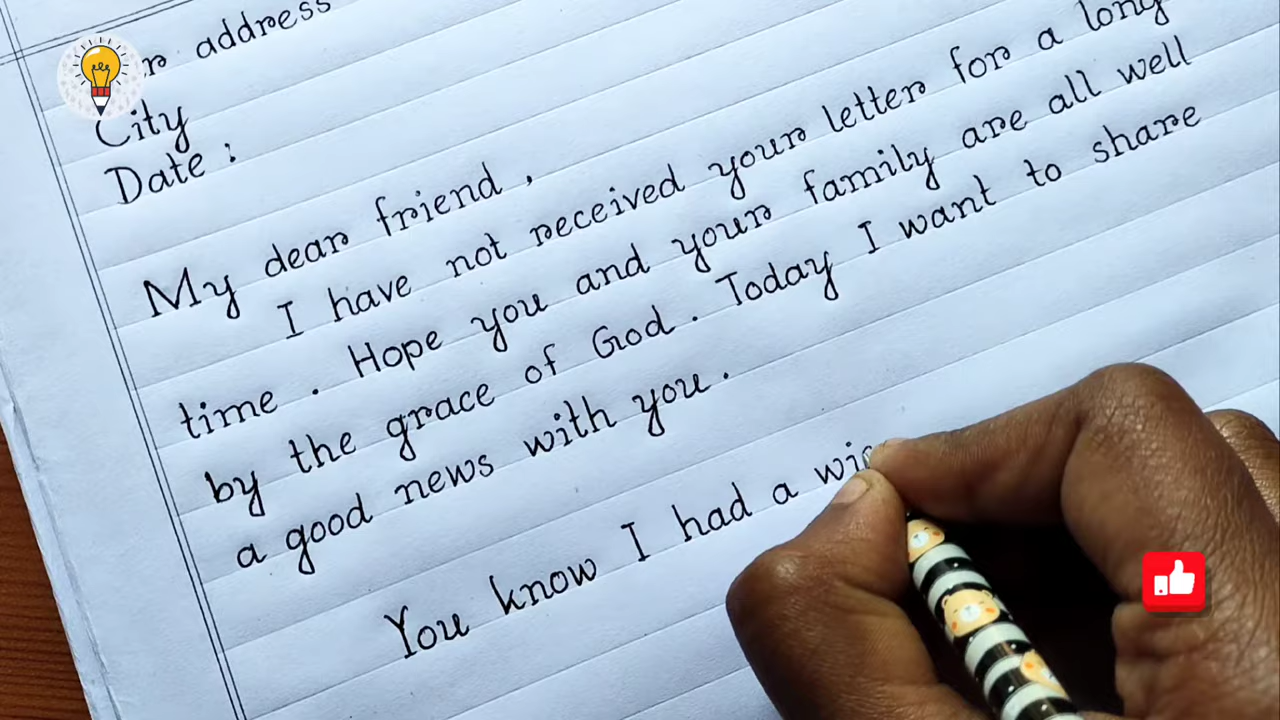 address
City
Date :
My dear friend ,
I have not received your letter for a long
time . Hope you and your family are all well
by the grace of God . Today I want to share
a good news with you .
You know I had a